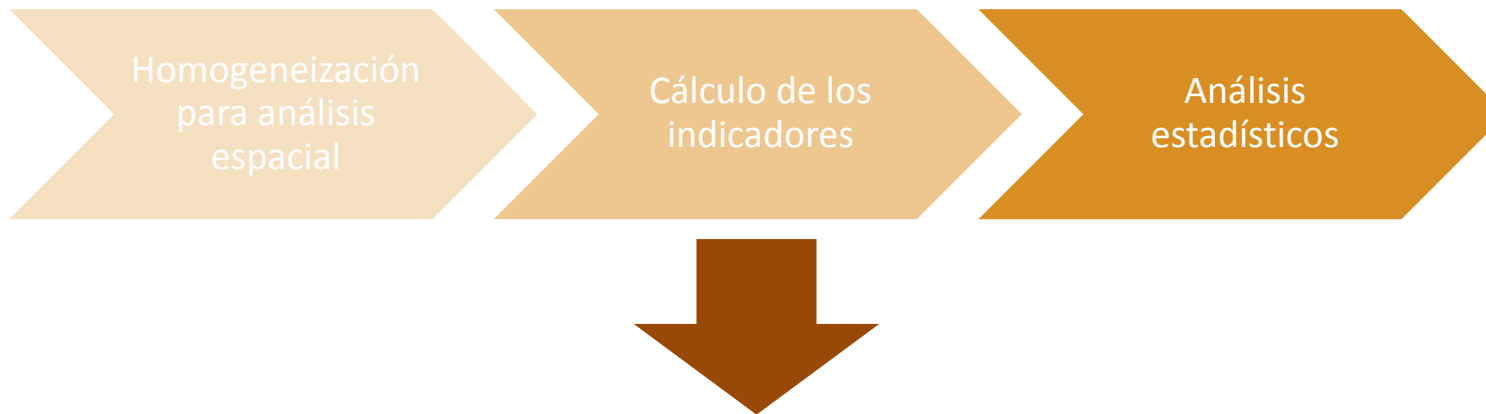 Homogeneización
para análisis
espacial
Cálculo de los
indicadores
Análisis
estadísticos